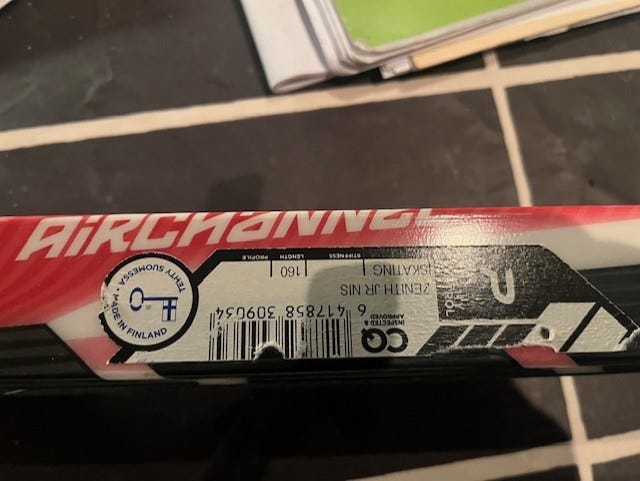 AiRCHANNEL
TEHTY SUOMESSA
MADE IN FINLAND
CQ
INSPECTED &
APPROVED
6 417858 309034
ZENITH JR NIS
SKATING
160
STIFFNESS LENGTH PROFILE